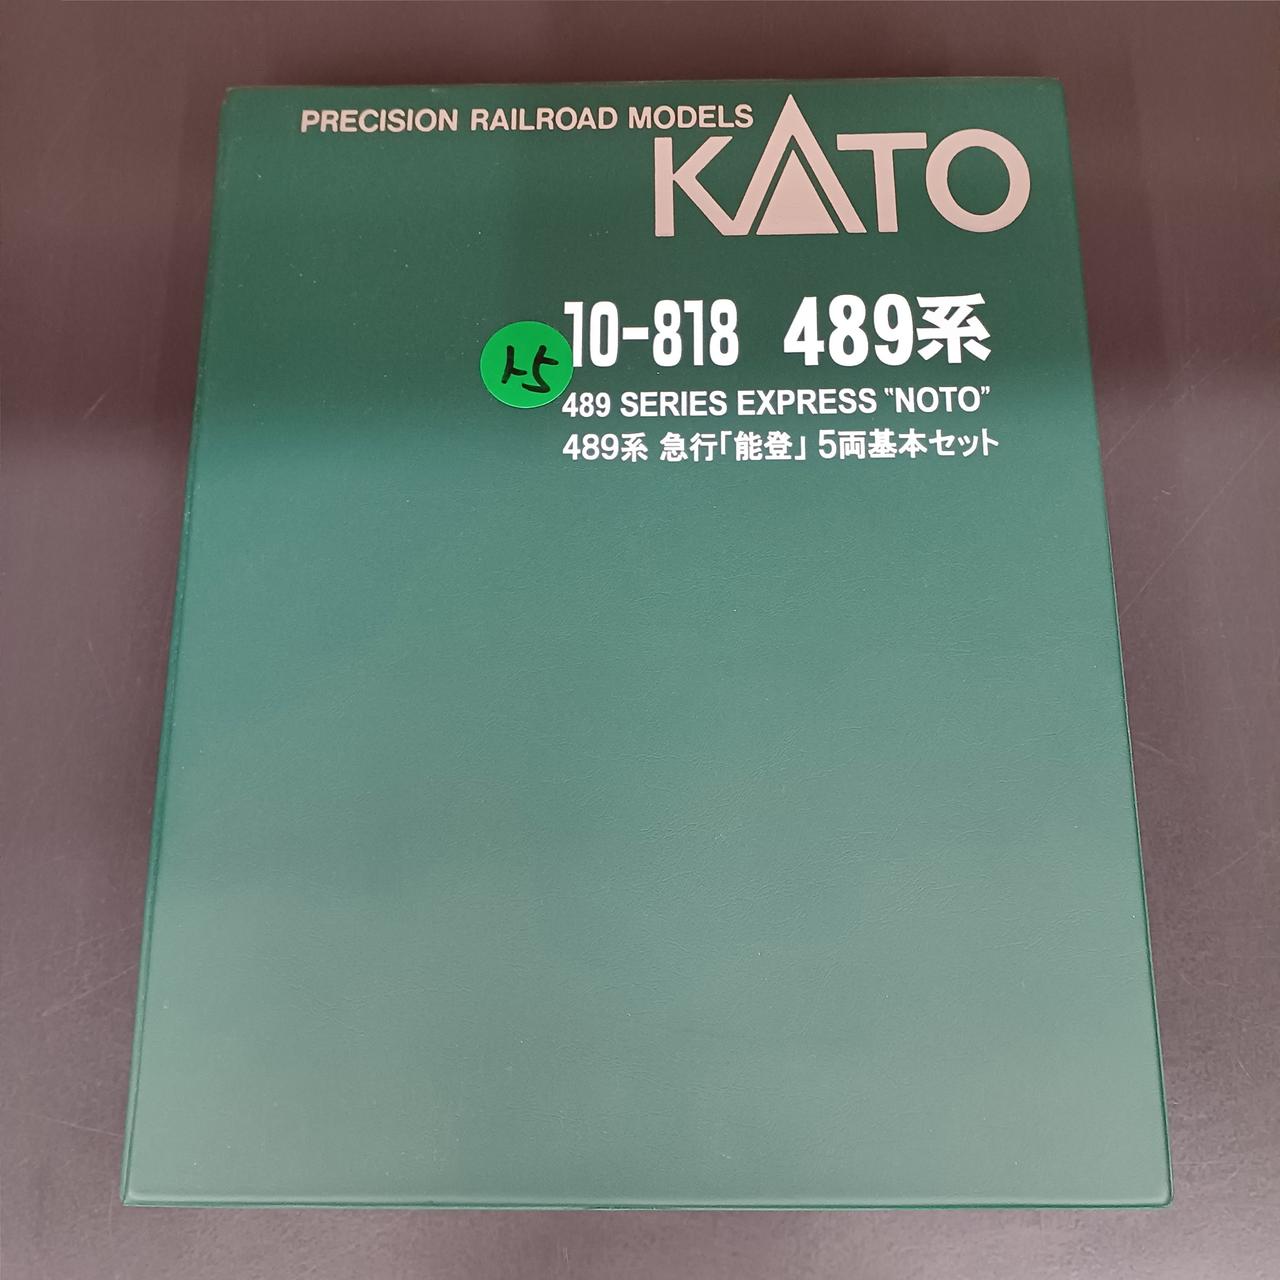 PRECISION RAILROAD MODELS
KATO
10-818 489系
489 SERIES EXPRESS "NOTO"
489系 急行「能登」 5両基本セット